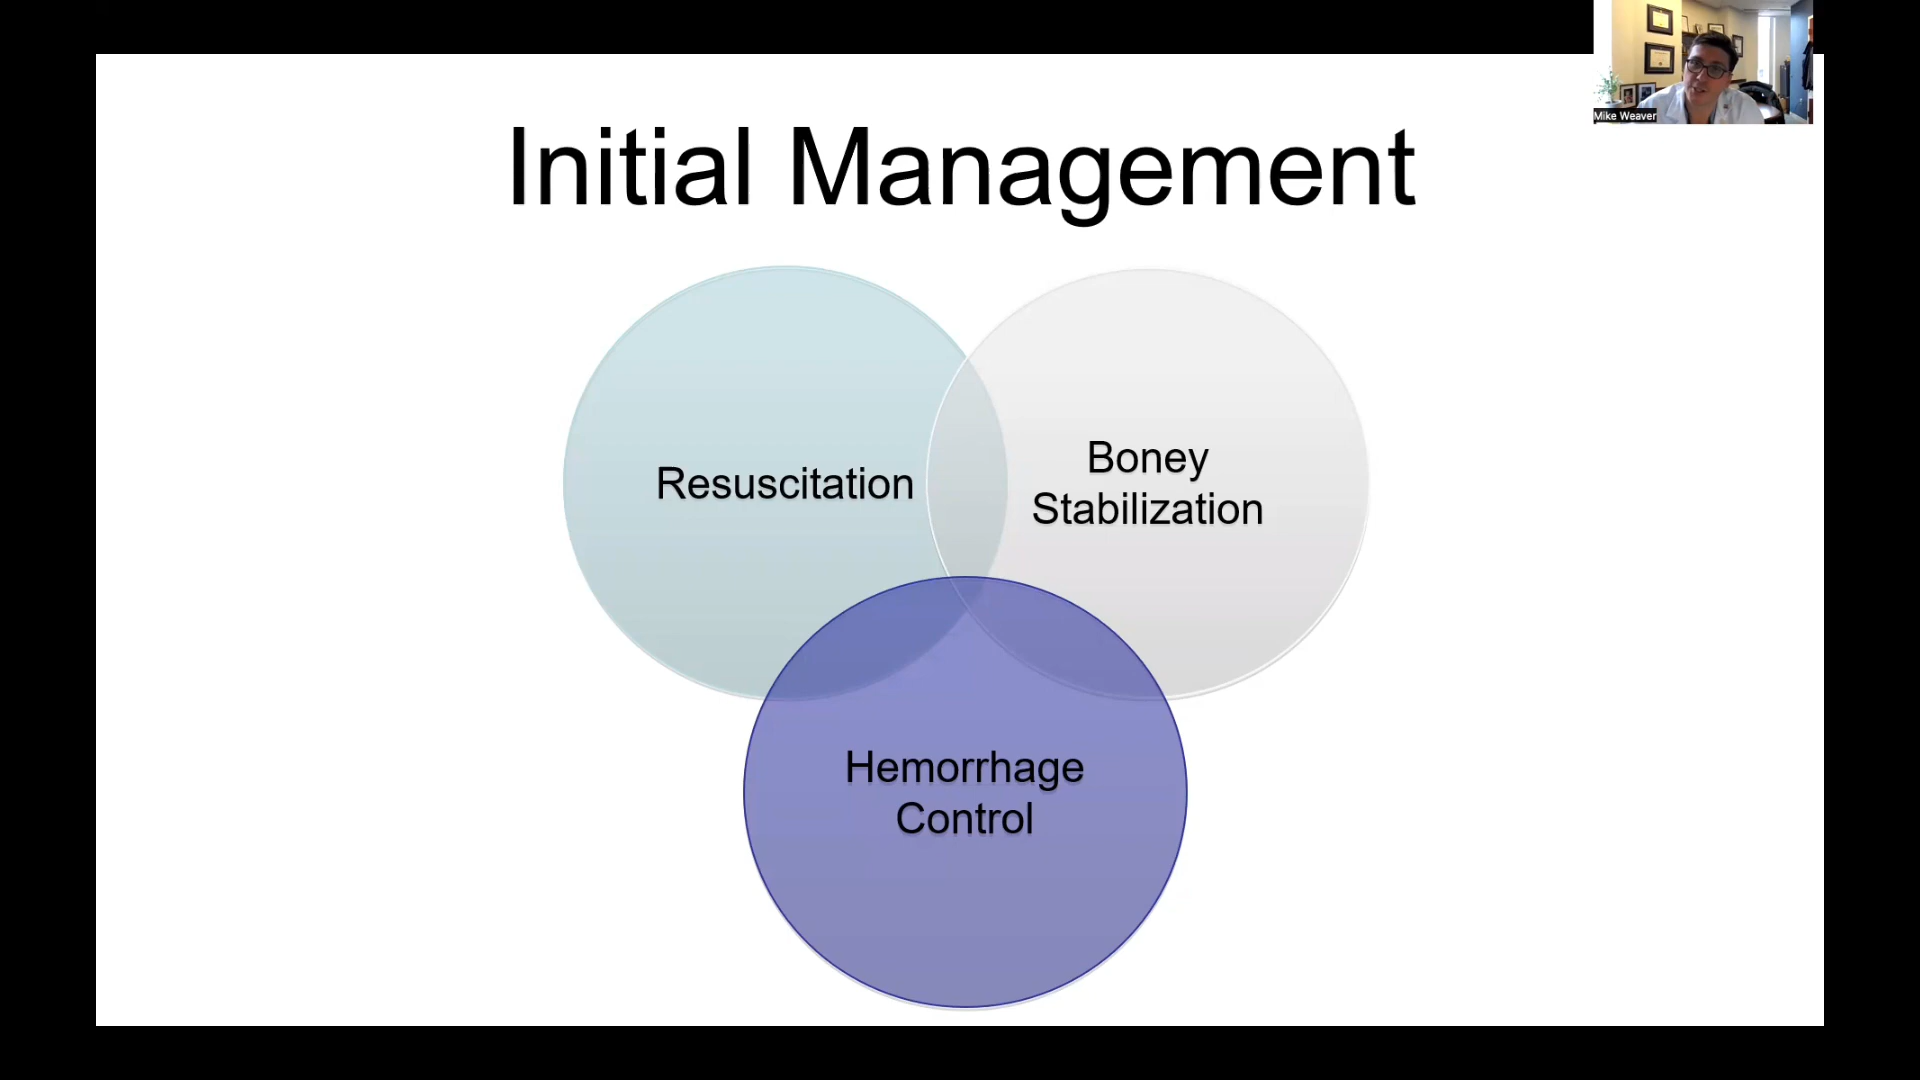 Mike Weaver
Initial Management
Resuscitation
Boney
Stabilization
Hemorrhage
Control